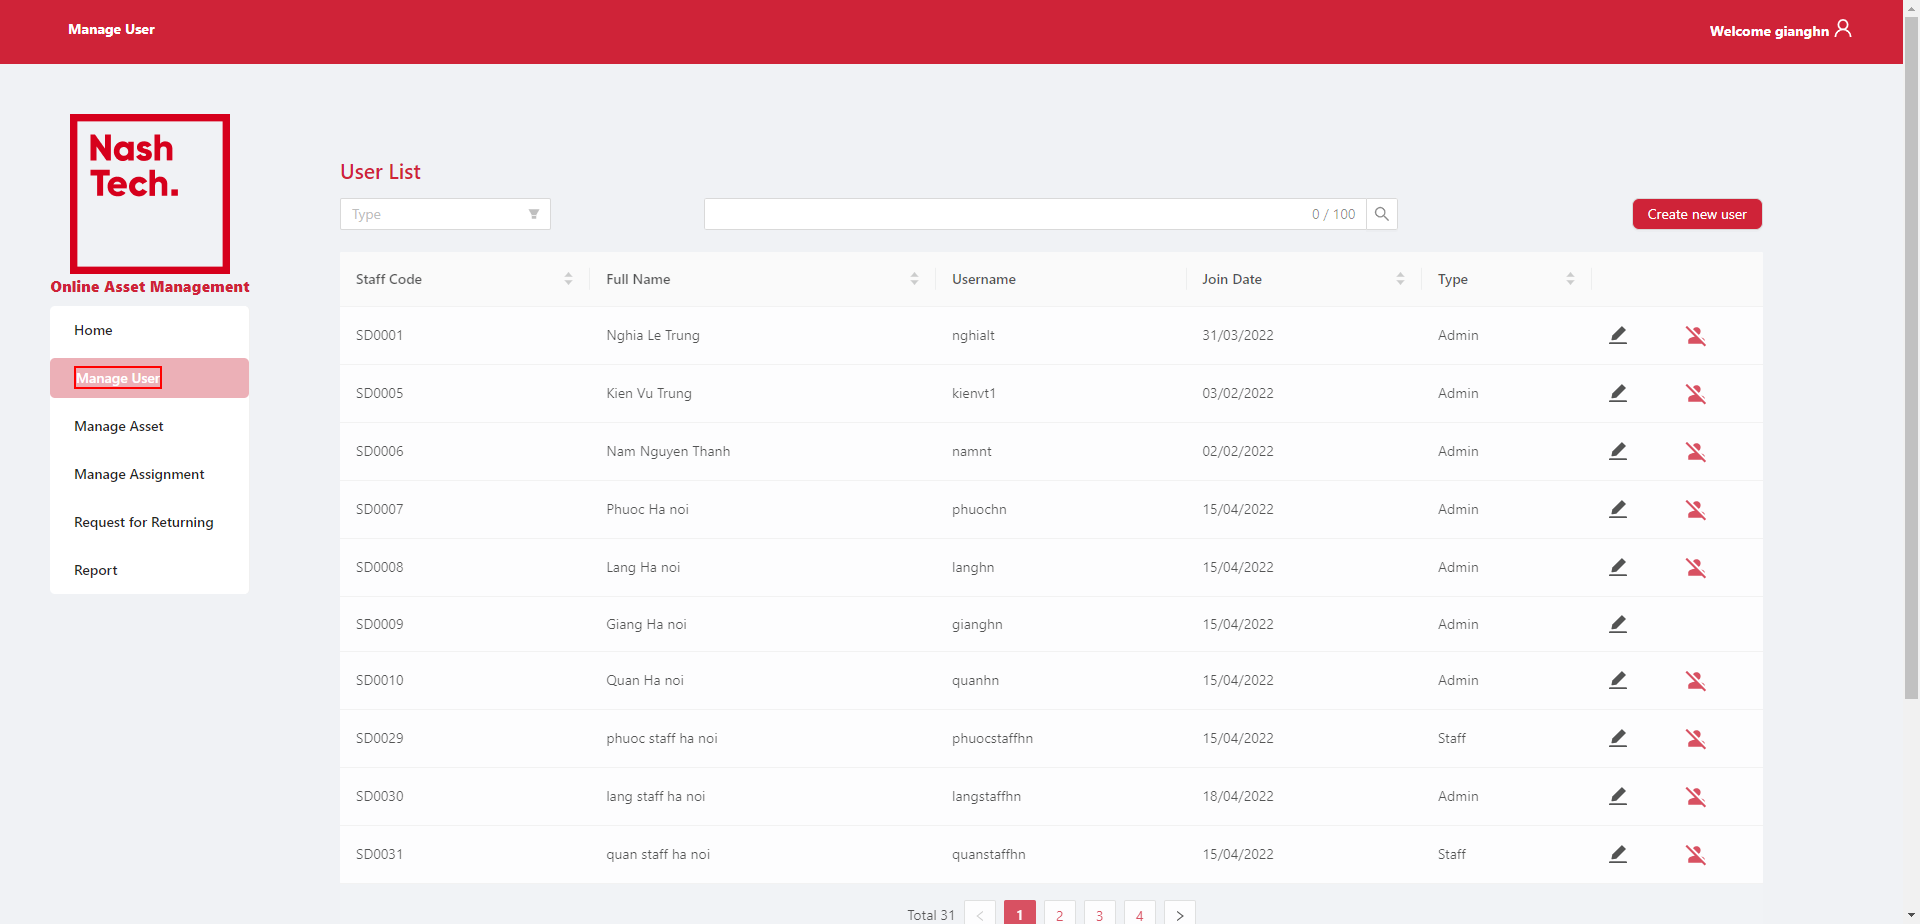 Manage User
Welcome gianghn
Nash
Tech.
Online Asset Management
Home
Manage User
Manage Asset
Manage Assignment
Request for Returning
Report
User List
Type
0 / 100
Create new user
Staff Code Full Name Username Join Date Type
SD0001 Nghia Le Trung nghialt 31/03/2022 Admin
SD0005 Kien Vu Trung kienvt1 03/02/2022 Admin
SD0006 Nam Nguyen Thanh namnt 02/02/2022 Admin
SD0007 Phuoc Ha noi phuochn 15/04/2022 Admin
SD0008 Lang Ha noi langhn 15/04/2022 Admin
SD0009 Giang Ha noi gianghn 15/04/2022 Admin
SD0010 Quan Ha noi quanhn 15/04/2022 Admin
SD0029 phuoc staff ha noi phuocstaffhn 15/04/2022 Staff
SD0030 lang staff ha noi langstaffhn 18/04/2022 Admin
SD0031 quan staff ha noi quanstaffhn 15/04/2022 Staff
Total 31 < 1 2 3 4 >